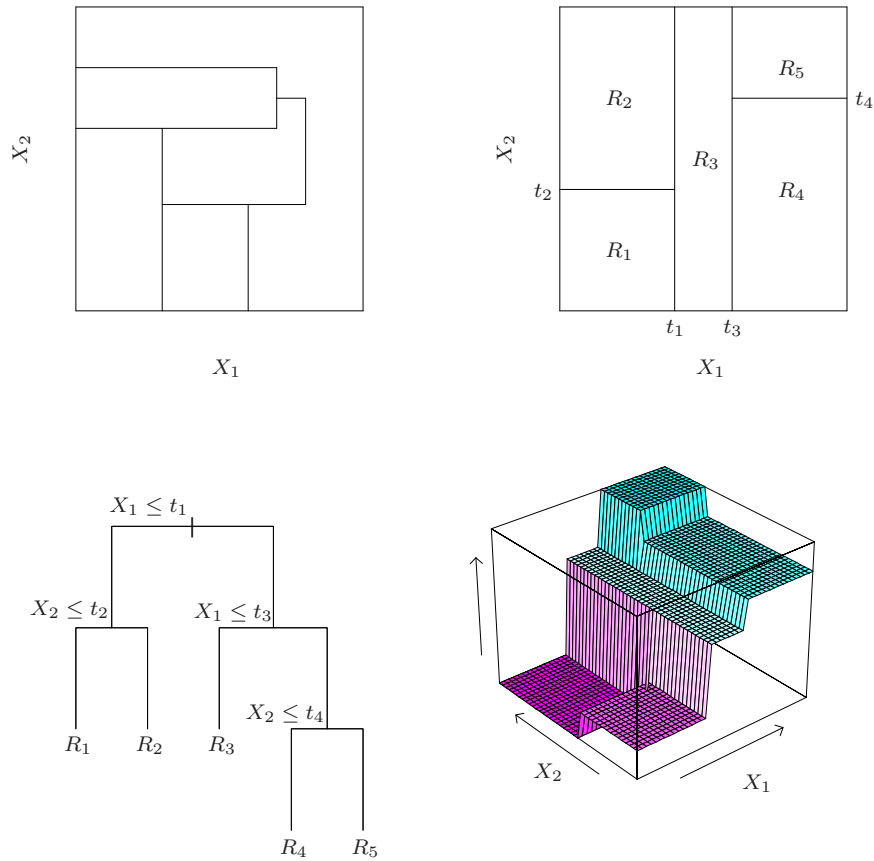 X₂
X₁
R₅
R₂
t₄
X₂
R₃
t₂
R₄
R₁
t₁
t₃
X₁
X₁ ≤ t₁
X₂ ≤ t₂
X₁ ≤ t₃
X₂ ≤ t₄
R₁
R₂
R₃
R₄
R₅
X₂
X₁